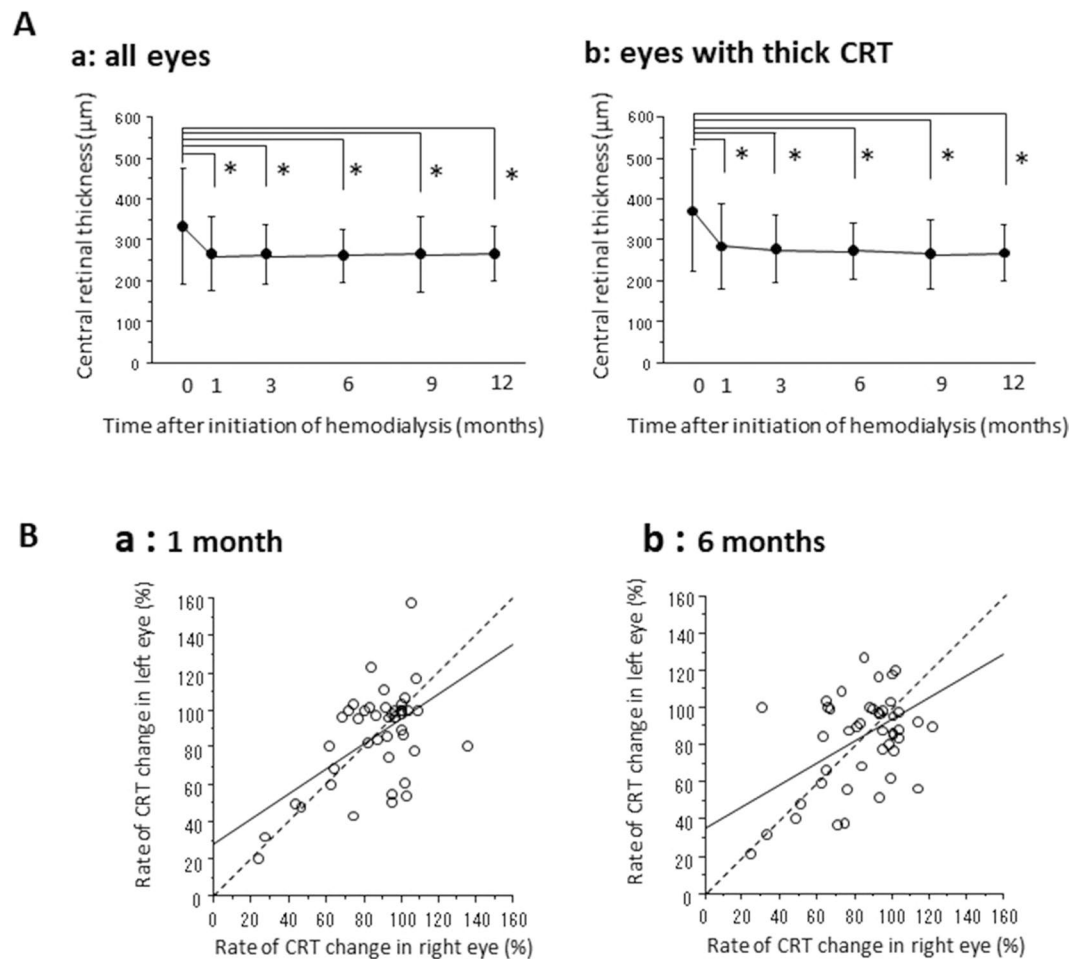 A
a: all eyes
b: eyes with thick CRT
Central retinal thickness (μm)
600
500
400
300
200
100
0
* * * * *
0 1 3 6 9 12
Time after initiation of hemodialysis (months)
Central retinal thickness (μm)
600
500
400
300
200
100
0
* * * * *
0 1 3 6 9 12
Time after initiation of hemodialysis (months)
B
a : 1 month
b : 6 months
Rate of CRT change in left eye (%)
160
140
120
100
80
60
40
20
0
0 20 40 60 80 100 120 140 160
Rate of CRT change in right eye (%)
Rate of CRT change in left eye (%)
160
140
120
100
80
60
40
20
0
0 20 40 60 80 100 120 140 160
Rate of CRT change in right eye (%)